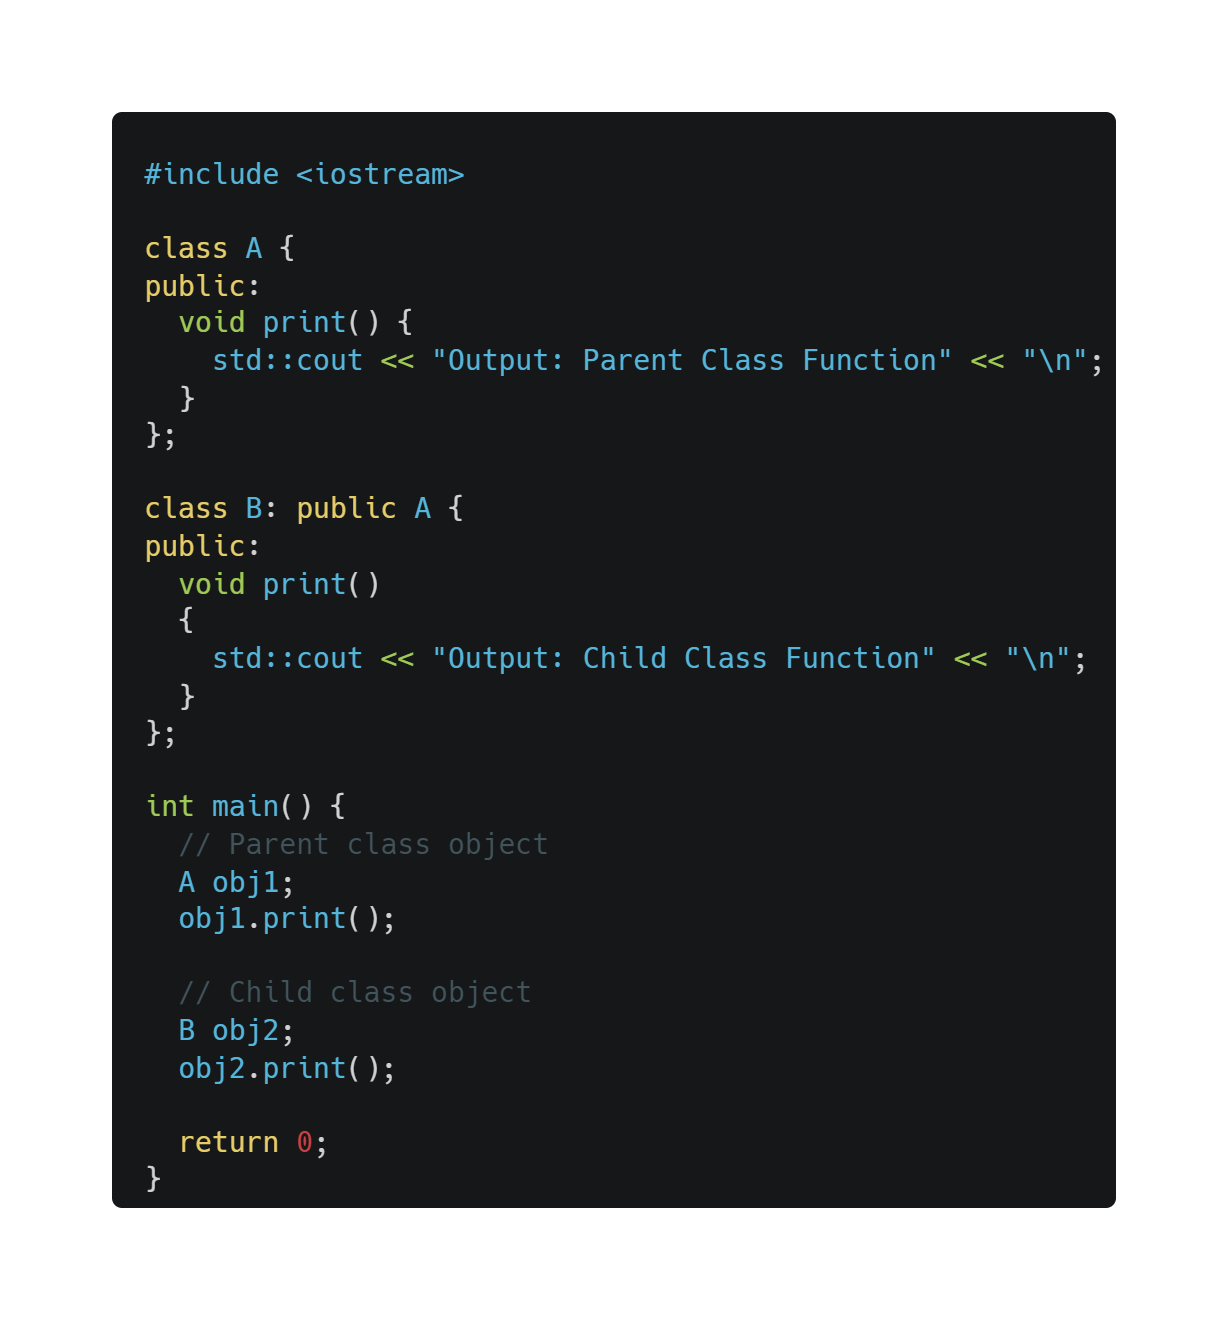 #include <iostream>

class A {
public:
  void print() {
    std::cout << "Output: Parent Class Function" << "\n";
  }
};

class B: public A {
public:
  void print()
  {
    std::cout << "Output: Child Class Function" << "\n";
  }
};

int main() {
  // Parent class object
  A obj1;
  obj1.print();

  // Child class object
  B obj2;
  obj2.print();

  return 0;
}